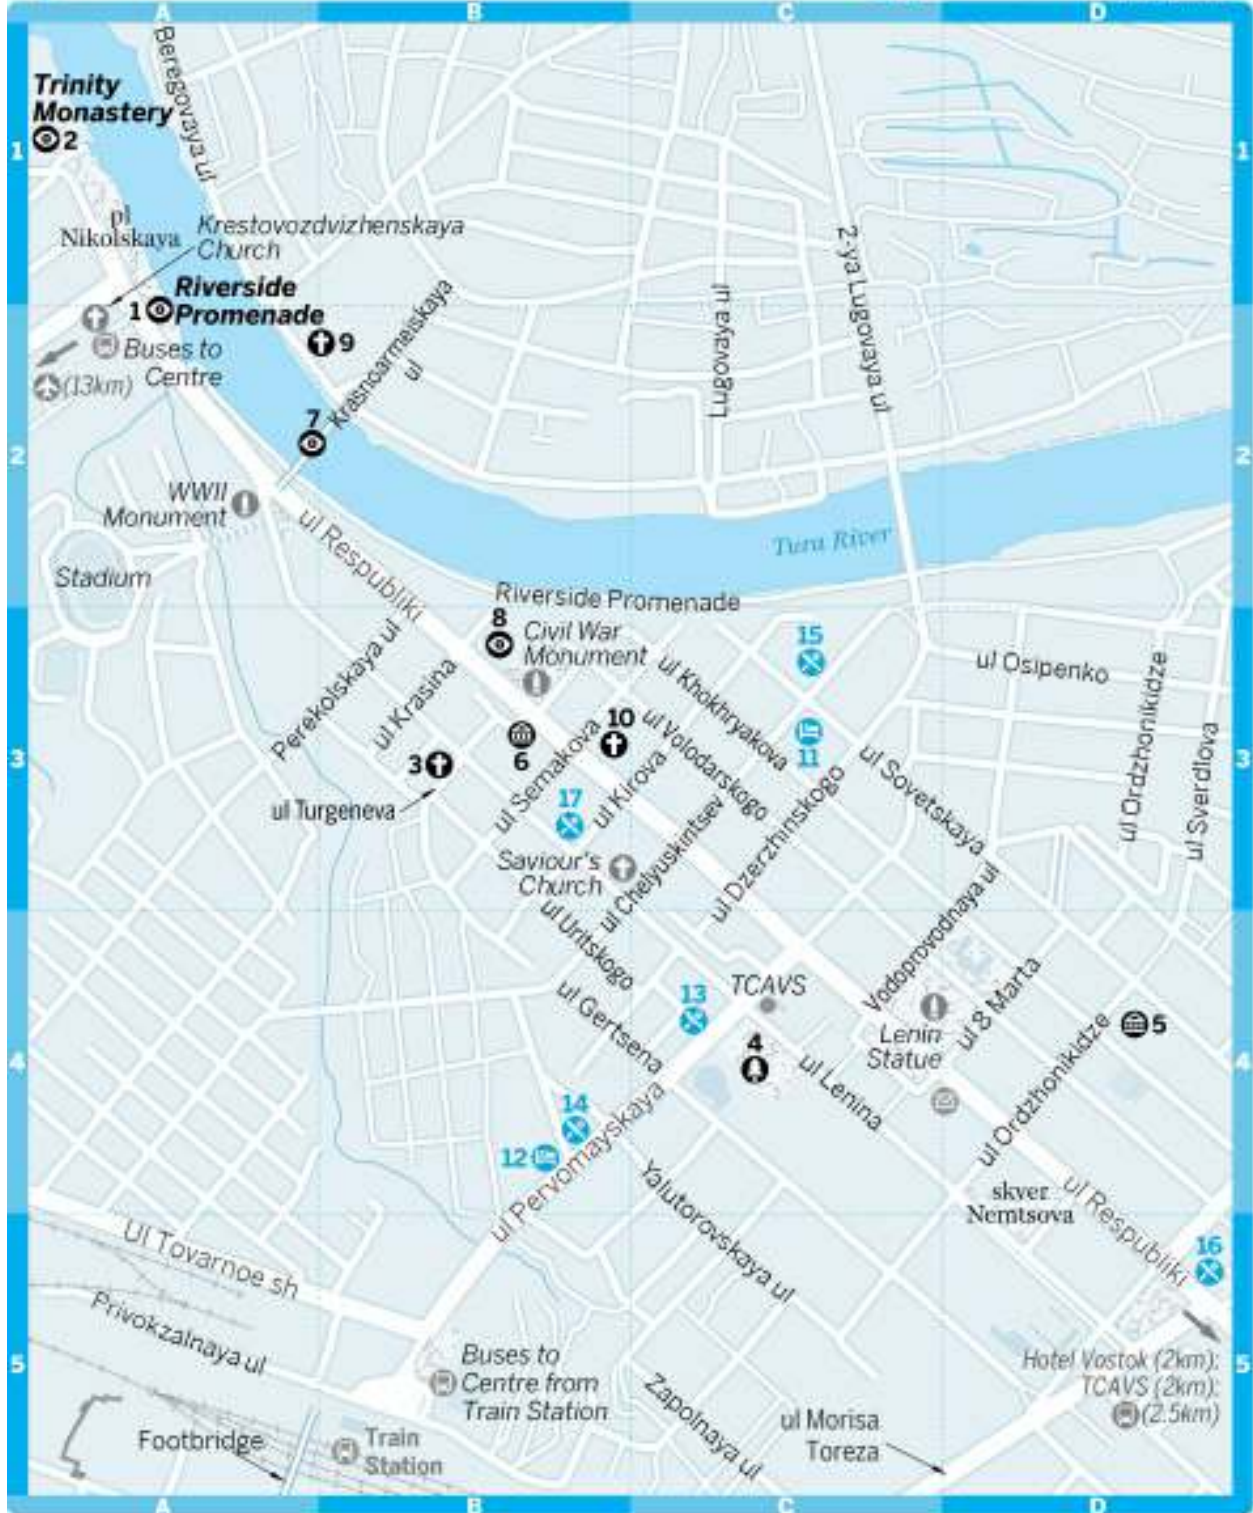 A B C D
Beregovaya ul
Trinity
Monastery
2
1 1
pl
Nikolskaya
Krestovozdvizhenskaya
Church
1 Riverside
Promenade
2-ya Lugovaya ul
Lugovaya ul
9
Buses to
Centre
(13km)
Krasnoarmeiskaya
ul
7
2 2
WWII
Monument
ul Respubliki
Tura River
Stadium
Riverside Promenade
8
Civil War
Monument
15
ul Khokhryakova
ul Osipenko
Perekolskaya ul
ul Krasina
ul Ordzhonikidze
ul Sverdlova
10
ul Volodarskogo
3 3
3
6
11
ul Sovetskaya
ul Turgeneva
ul Semakova
17
ul Kirova
ul Chelyuskintsev
ul Dzerzhinskogo
Saviour's
Church
Vodoprovodnaya ul
ul Uritskogo
ul Gertsena
13
TCAVS
4
ul 8 Marta
5
Lenin
Statue
4 4
ul Lenina
ul Ordzhonikidze
14
12
ul Pervomayskaya
Yalutorovskaya ul
skver
Nemtsova
ul Respubliki
16
Ul Tovarnoe sh
Privokzalnaya ul
5 5
Buses to
Centre from
Train Station
Hotel Vostok (2km);
TCAVS (2km);
(2.5km)
Zapolnaya ul
ul Morisa
Toreza
Footbridge
Train
Station
A B C D